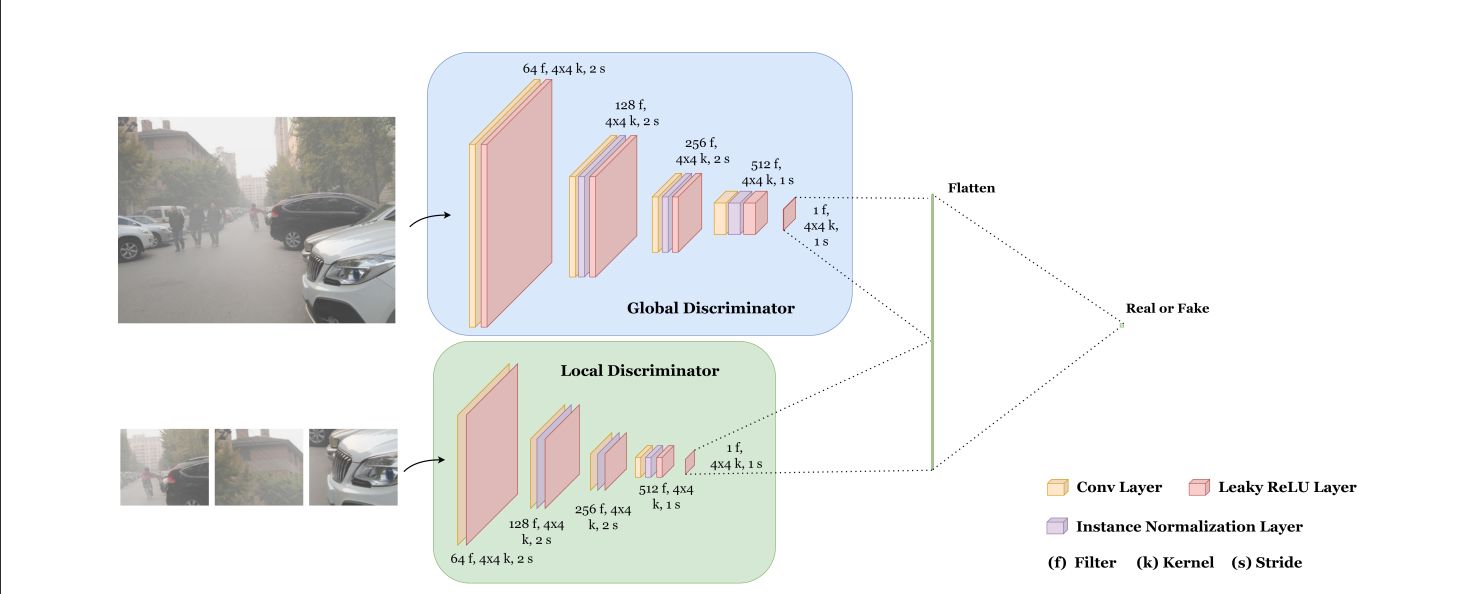 64 f, 4x4 k, 2 s
128 f,
4x4 k, 2 s
256 f,
4x4 k, 2 s
512 f,
4x4 k, 1 s
1 f,
4x4 k,
1 s
Global Discriminator
Flatten
Real or Fake
Local Discriminator
1 f,
4x4 k, 1 s
512 f, 4x4
k, 1 s
256 f, 4x4
k, 2 s
128 f, 4x4
k, 2 s
64 f, 4x4 k, 2 s
Conv Layer
Leaky ReLU Layer
Instance Normalization Layer
(f) Filter (k) Kernel (s) Stride